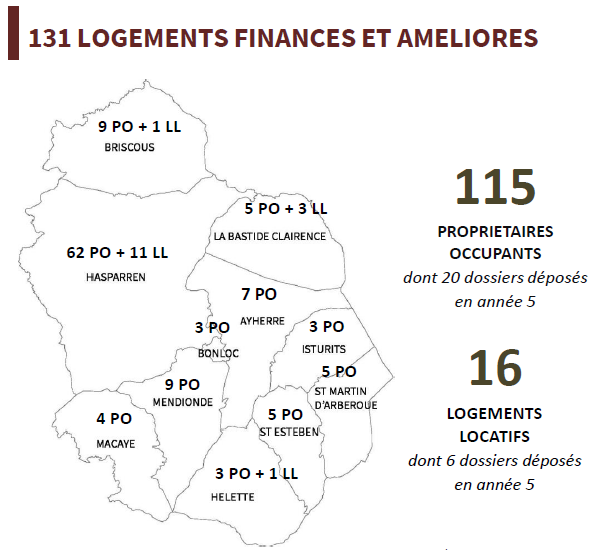 131 LOGEMENTS FINANCES ET AMELIORES
9 PO + 1 LL
BRISCOUS
5 PO + 3 LL
LA BASTIDE CLAIRENCE
62 PO + 11 LL
HASPARREN
7 PO
AYHERRE
3 PO
BONLOC
3 PO
ISTURITS
5 PO
ST MARTIN
D'ARBEROUE
9 PO
MENDIONDE
4 PO
MACAYE
5 PO
ST ESTEBEN
3 PO + 1 LL
HELETTE
115
PROPRIETAIRES
OCCUPANTS
dont 20 dossiers déposés
en année 5
16
LOGEMENTS
LOCATIFS
dont 6 dossiers déposés
en année 5